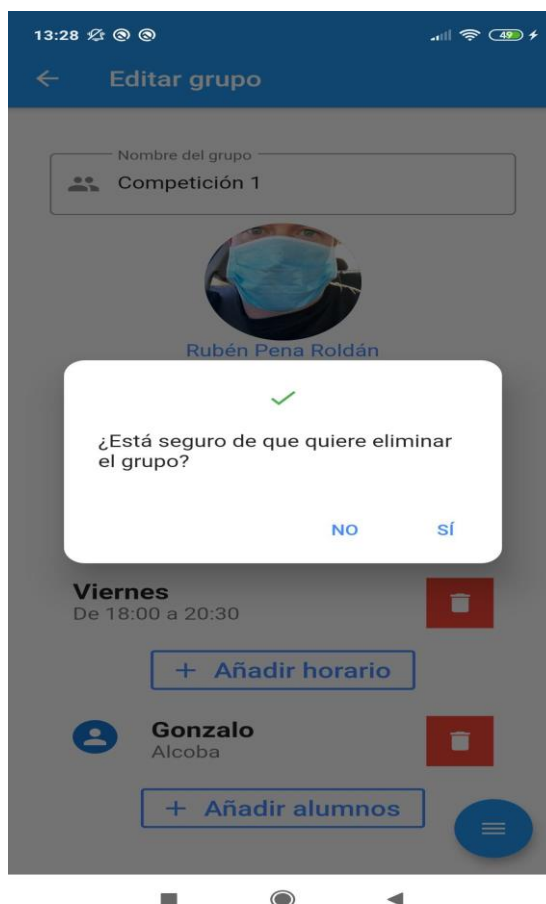 13:28
49
Editar grupo
Nombre del grupo
Competición 1
Rubén Pena Roldán
¿Está seguro de que quiere eliminar
el grupo?
NO SÍ
Viernes
De 18:00 a 20:30
+ Añadir horario
Gonzalo
Alcoba
+ Añadir alumnos